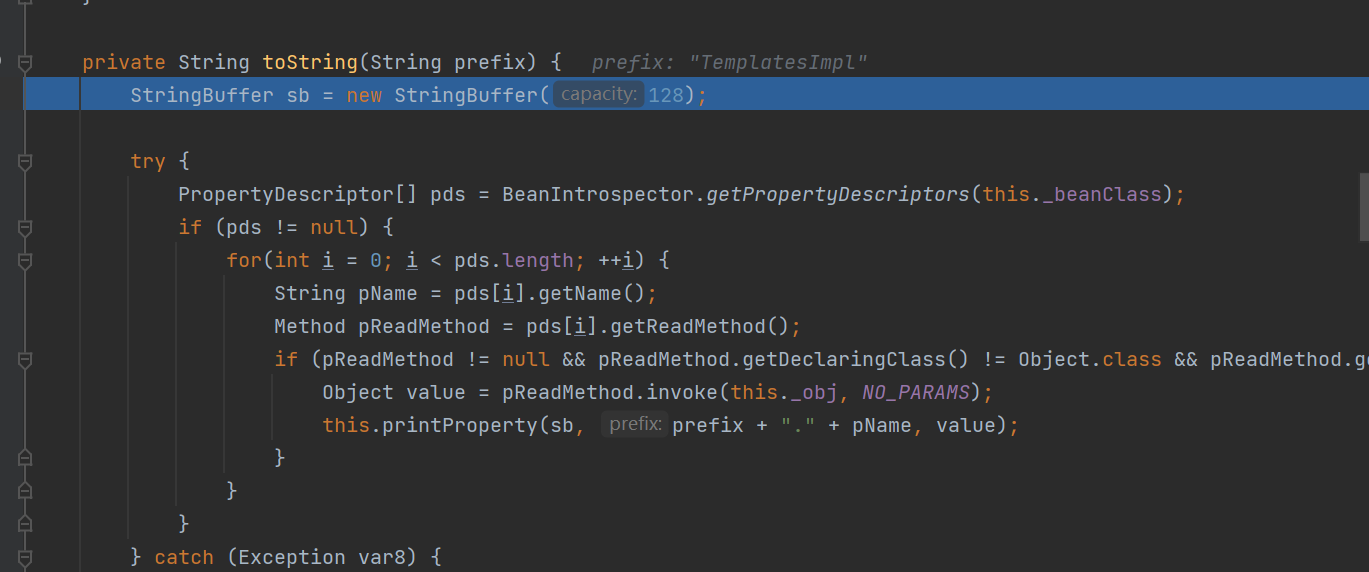 }
private String toString(String prefix) {   prefix: "TemplatesImpl"
    StringBuffer sb = new StringBuffer( capacity: 128);
    try {
        PropertyDescriptor[] pds = BeanIntrospector.getPropertyDescriptors(this._beanClass);
        if (pds != null) {
            for(int i = 0; i < pds.length; ++i) {
                String pName = pds[i].getName();
                Method pReadMethod = pds[i].getReadMethod();
                if (pReadMethod != null && pReadMethod.getDeclaringClass() != Object.class && pReadMethod.
                    Object value = pReadMethod.invoke(this._obj, NO_PARAMS);
                    this.printProperty(sb, prefix: prefix + "." + pName, value);
                }
            }
        }
    } catch (Exception var8) {